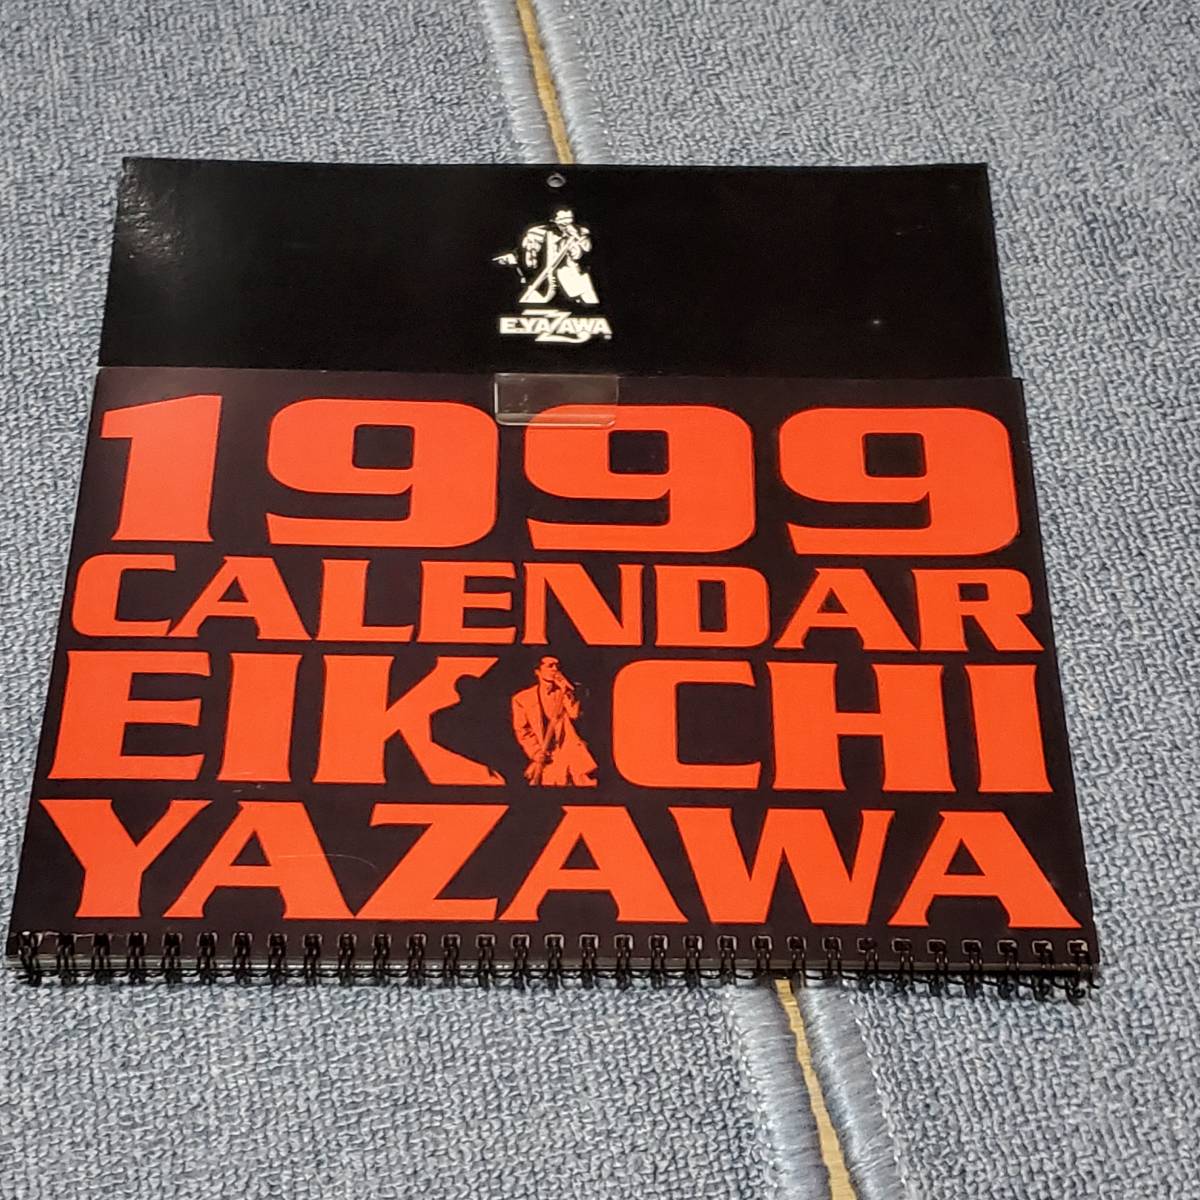 E.YAZAWA
1999
CALENDAR
EIK CHI
YAZAWA